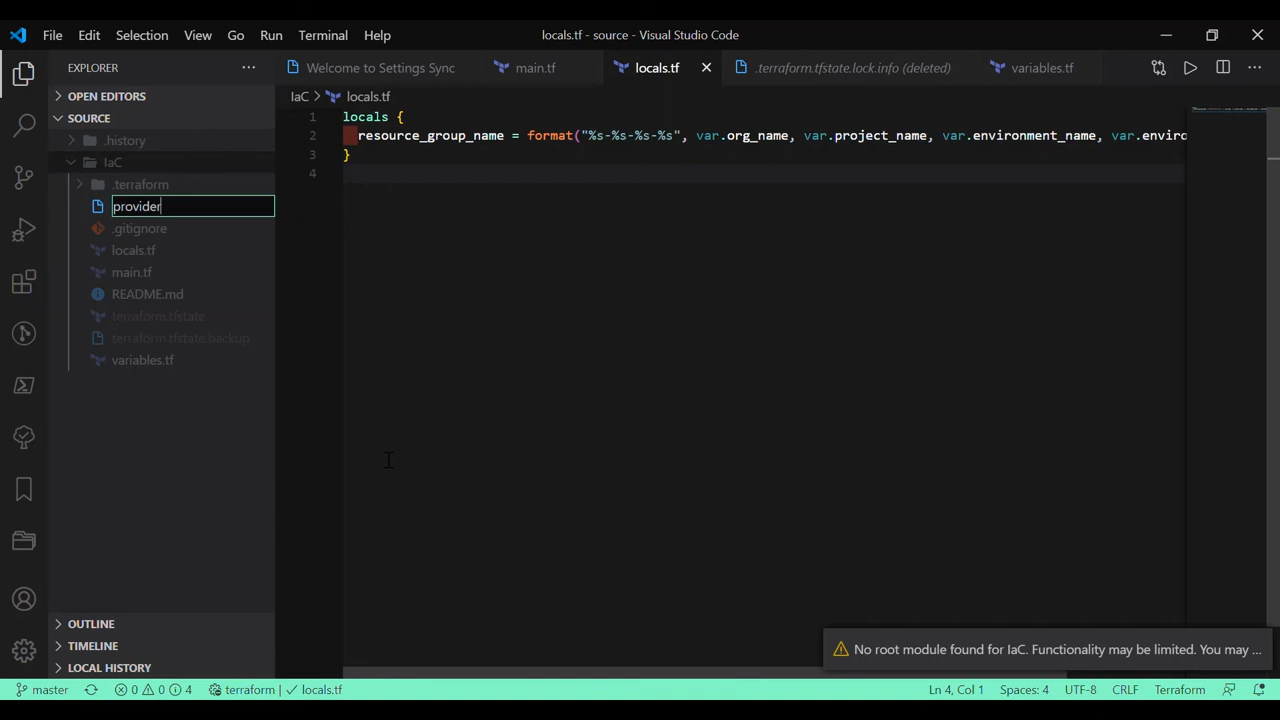 File Edit Selection View Go Run Terminal Help
locals.tf - source - Visual Studio Code
EXPLORER
Welcome to Settings Sync
main.tf
locals.tf
.terraform.tfstate.lock.info (deleted)
variables.tf
OPEN EDITORS
SOURCE
.history
IaC
.terraform
provider
.gitignore
locals.tf
main.tf
README.md
terraform.tfstate
terraform.tfstate.backup
variables.tf
OUTLINE
TIMELINE
LOCAL HISTORY
IaC > locals.tf
1 locals {
2 resource_group_name = format("%s-%s-%s-%s", var.org_name, var.project_name, var.environment_name, var.enviro
3 }
4
No root module found for IaC. Functionality may be limited. You may ...
master 0 0 4 terraform | locals.tf Ln 4, Col 1 Spaces: 4 UTF-8 CRLF Terraform